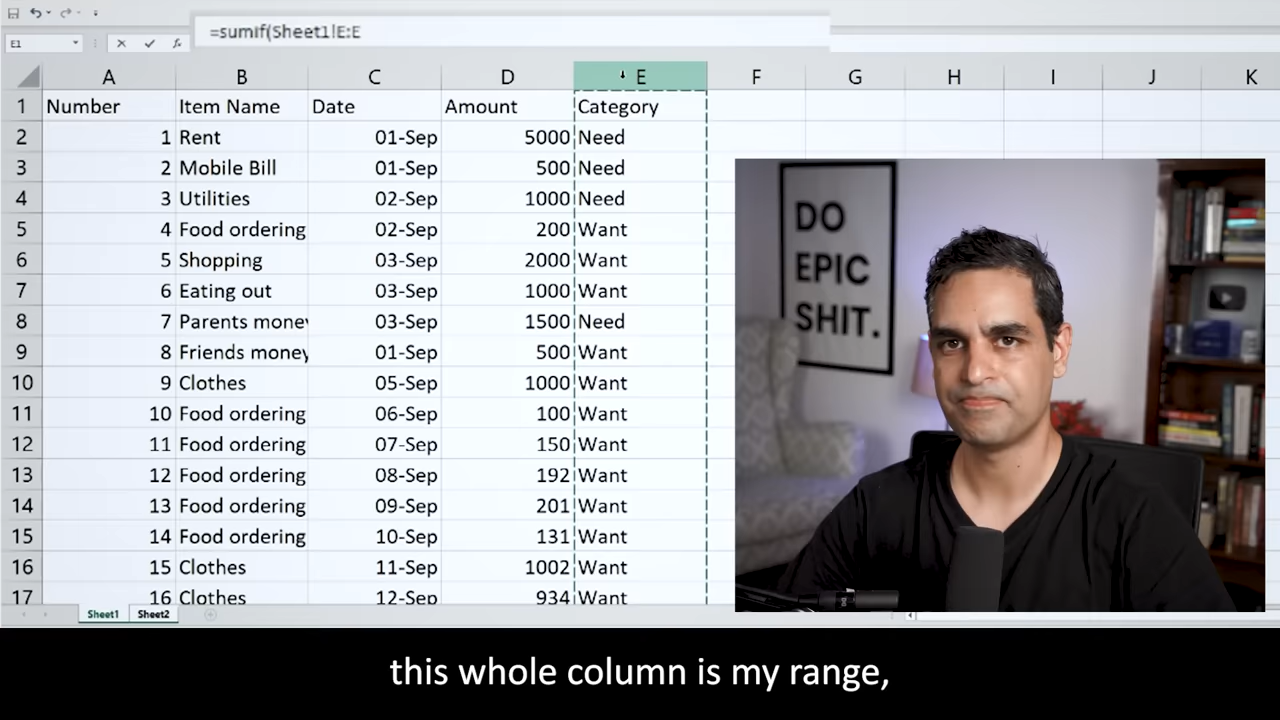 =sumif(Sheet1!E:E
E1
fx
A B C D E F G H I J K
1 Number Item Name Date Amount Category
2 1 Rent 01-Sep 5000 Need
3 2 Mobile Bill 01-Sep 500 Need
4 3 Utilities 02-Sep 1000 Need
5 4 Food ordering 02-Sep 200 Want
6 5 Shopping 03-Sep 2000 Want
7 6 Eating out 03-Sep 1000 Want
8 7 Parents money 03-Sep 1500 Need
9 8 Friends money 01-Sep 500 Want
10 9 Clothes 05-Sep 1000 Want
11 10 Food ordering 06-Sep 100 Want
12 11 Food ordering 07-Sep 150 Want
13 12 Food ordering 08-Sep 192 Want
14 13 Food ordering 09-Sep 201 Want
15 14 Food ordering 10-Sep 131 Want
16 15 Clothes 11-Sep 1002 Want
17 16 Clothes 12-Sep 934 Want
DO
EPIC
SHIT.
Sheet1 Sheet2
this whole column is my range,